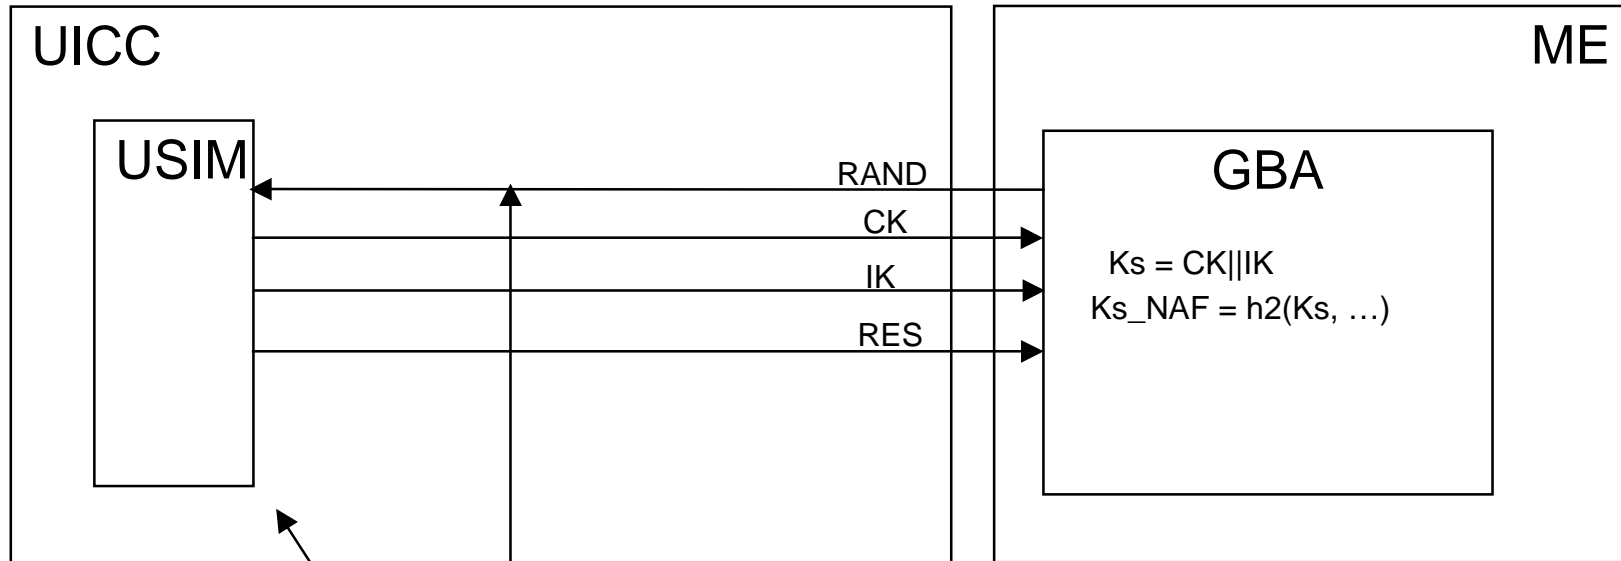 UICC
ME
USIM
GBA
RAND
CK
IK
RES
Ks = CK||IK
Ks_NAF = h2(Ks, …)